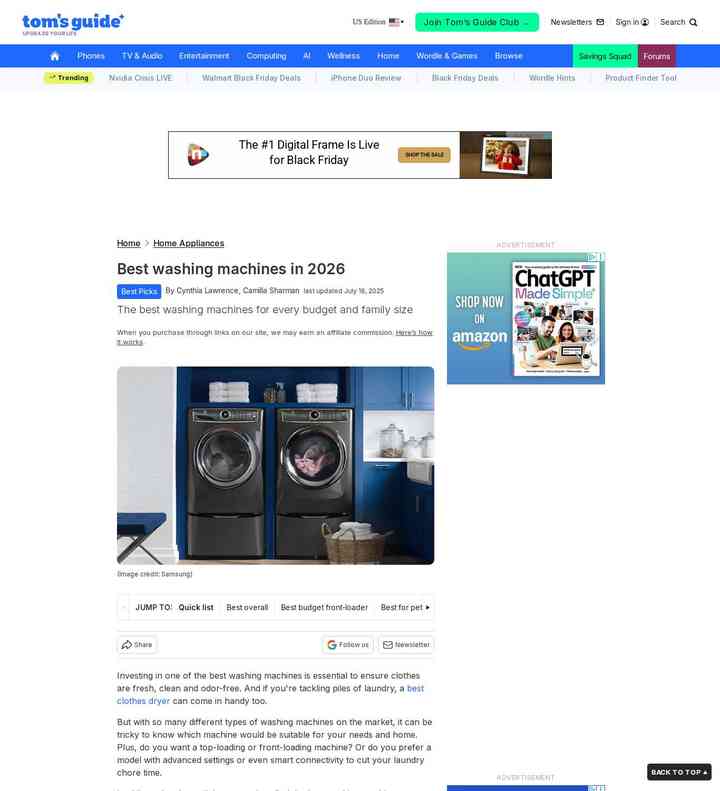 tom's guide
UPGRADE YOUR LIFE
US Edition
Join Tom's Guide Club →
Newsletters
Sign in
Search
Phones
TV & Audio
Entertainment
Computing
AI
Wellness
Home
Wordle & Games
Browse
Savings Squad
Forums
Trending
Nvidia Crisis LIVE
Walmart Black Friday Deals
iPhone Duo Review
Black Friday Deals
Wordle Hints
Product Finder Tool
The #1 Digital Frame Is Live
for Black Friday
SHOP THE SALE
Home > Home Appliances
Best washing machines in 2026
Best Picks By Cynthia Lawrence, Camilla Sharman last updated July 16, 2025
The best washing machines for every budget and family size
When you purchase through links on our site, we may earn an affiliate commission. Here's how
it works.
(Image credit: Samsung)
JUMP TO: Quick list Best overall Best budget front-loader Best for pet
Share
Follow us
Newsletter
Investing in one of the best washing machines is essential to ensure clothes
are fresh, clean and odor-free. And if you're tackling piles of laundry, a best
clothes dryer can come in handy too.
But with so many different types of washing machines on the market, it can be
tricky to know which machine would be suitable for your needs and home.
Plus, do you want a top-loading or front-loading machine? Or do you prefer a
model with advanced settings or even smart connectivity to cut your laundry
chore time.
ADVERTISEMENT
SHOP NOW
ON
amazon
ChatGPT
Made Simple
ADVERTISEMENT
BACK TO TOP